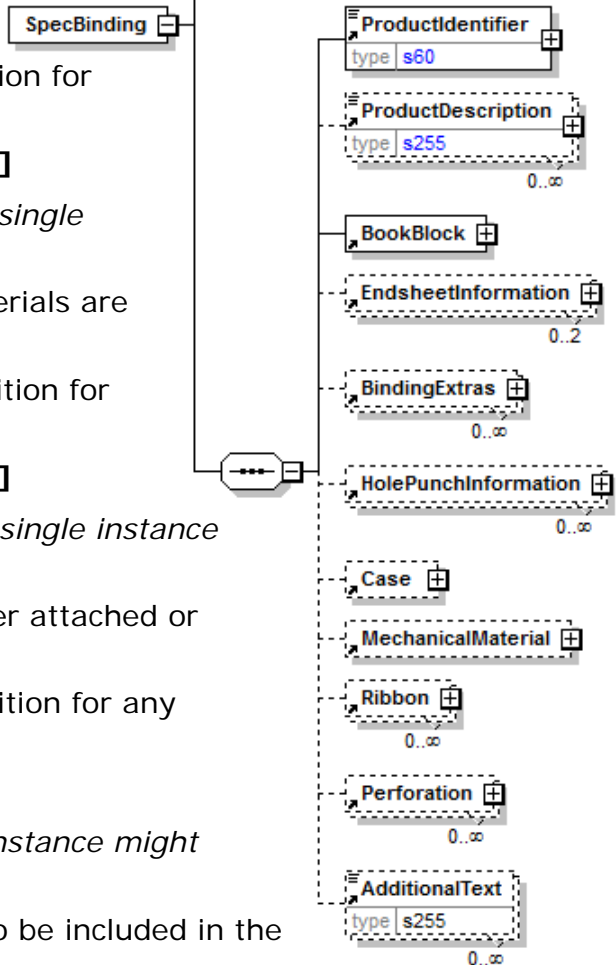 SpecBinding
ion for
]
single
erials are
ition for
]
single instance
er attached or
ition for any
nstance might
o be included in the
ProductIdentifier
type s60
ProductDescription
type s255
0..∞
BookBlock
EndsheetInformation
0..2
BindingExtras
0..∞
HolePunchInformation
0..∞
Case
MechanicalMaterial
Ribbon
0..∞
Perforation
0..∞
AdditionalText
type s255
0..∞